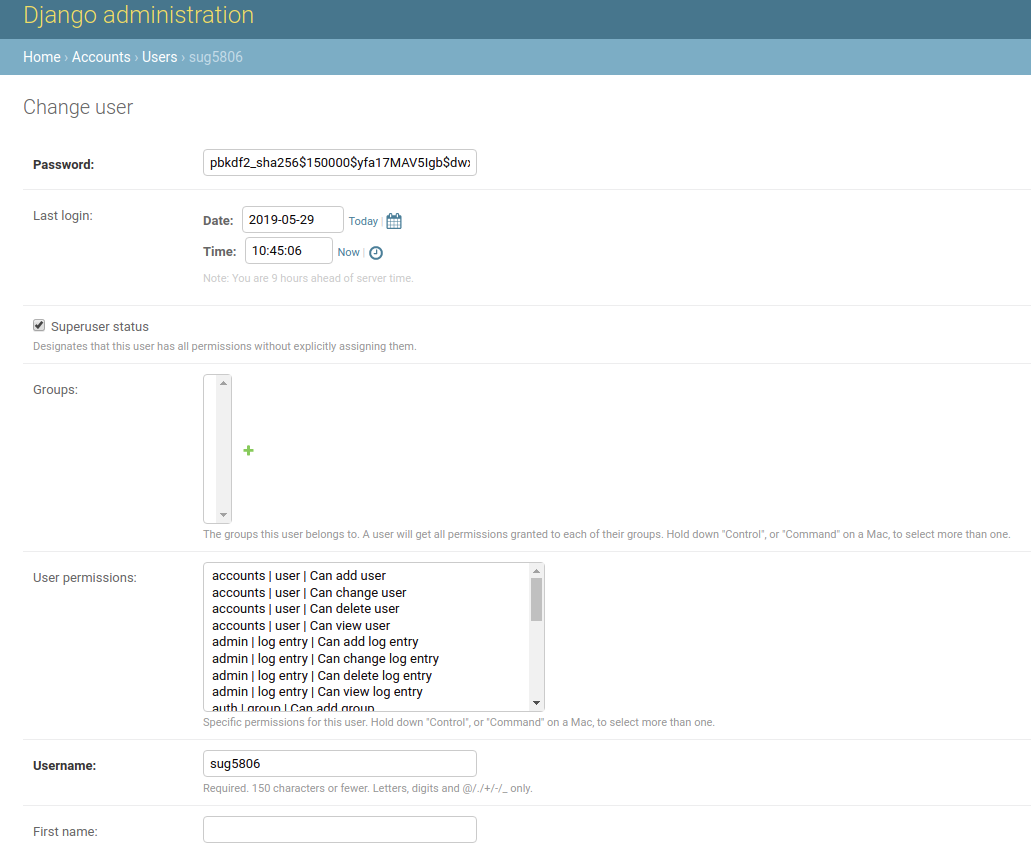 Django administration
Home › Accounts › Users › sug5806
Change user
Password: pbkdf2_sha256$150000$yfa17MAV5Igb$dwx
Last login:
Date: 2019-05-29 Today
Time: 10:45:06 Now
Note: You are 9 hours ahead of server time.
Superuser status
Designates that this user has all permissions without explicitly assigning them.
Groups:
The groups this user belongs to. A user will get all permissions granted to each of their groups. Hold down "Control", or "Command" on a Mac, to select more than one.
User permissions:
accounts | user | Can add user
accounts | user | Can change user
accounts | user | Can delete user
accounts | user | Can view user
admin | log entry | Can add log entry
admin | log entry | Can change log entry
admin | log entry | Can delete log entry
admin | log entry | Can view log entry
auth | group | Can add group
Specific permissions for this user. Hold down "Control", or "Command" on a Mac, to select more than one.
Username: sug5806
Required. 150 characters or fewer. Letters, digits and @/./+/-/_ only.
First name: